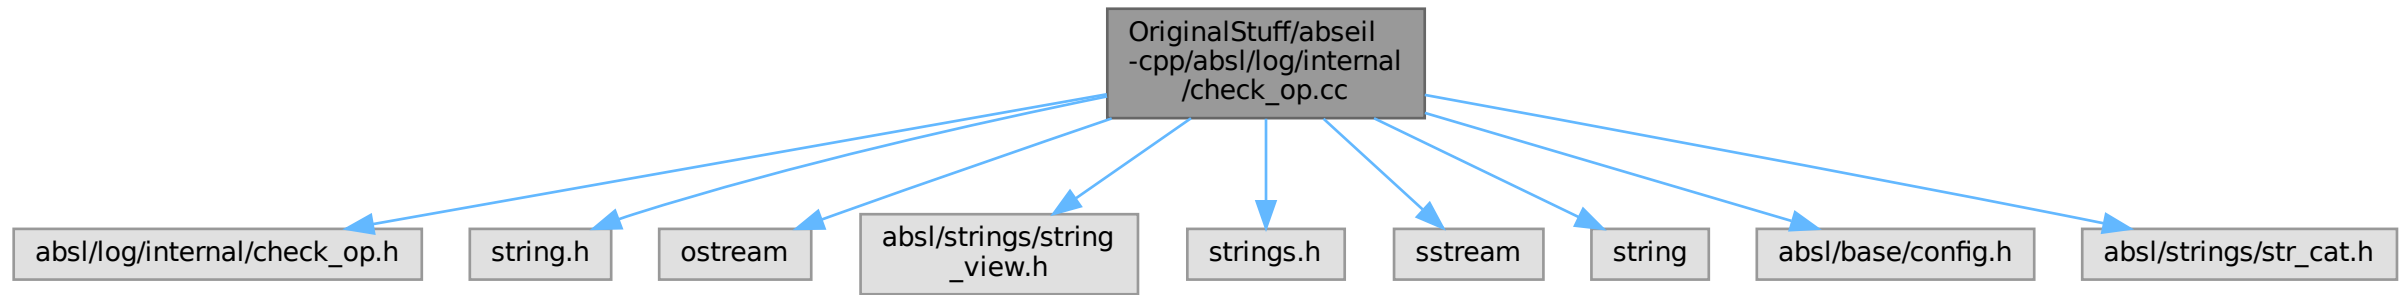 OriginalStuff/abseil
-cpp/absl/log/internal
/check_op.cc
absl/log/internal/check_op.h
string.h
ostream
absl/strings/string
_view.h
strings.h
sstream
string
absl/base/config.h
absl/strings/str_cat.h